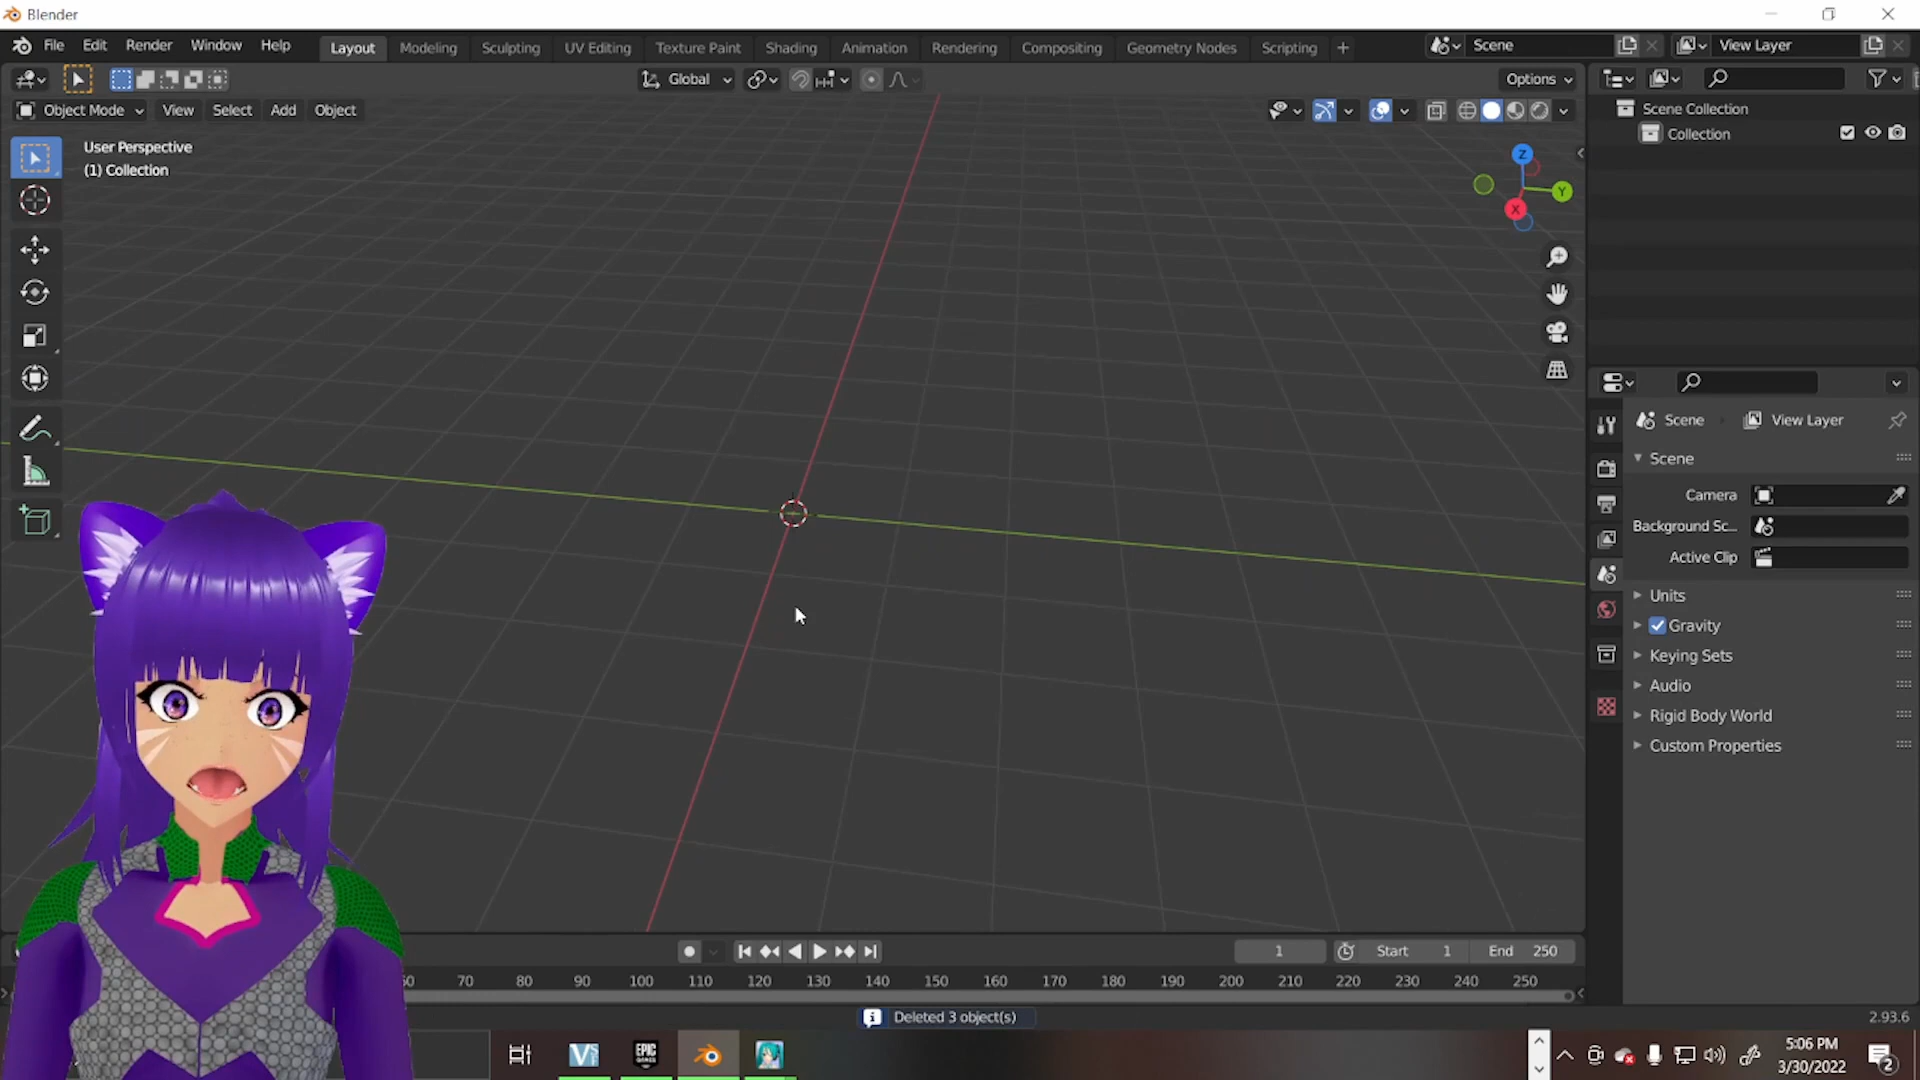 Blender
File Edit Render Window Help Layout Modeling Sculpting UV Editing Texture Paint Shading Animation Rendering Compositing Geometry Nodes Scripting + Scene View Layer
Global Options
Object Mode View Select Add Object
User Perspective
(1) Collection
Z
Y
X
Scene Collection
Collection
Scene View Layer
Scene
Camera
Background Sc...
Active Clip
Units
Gravity
Keying Sets
Audio
Rigid Body World
Custom Properties
1 Start 1 End 250
70 80 90 100 110 120 130 140 150 160 170 180 190 200 210 220 230 240 250
Deleted 3 object(s) 2.93.6
EPIC
GAMES
5:06 PM
3/30/2022
2